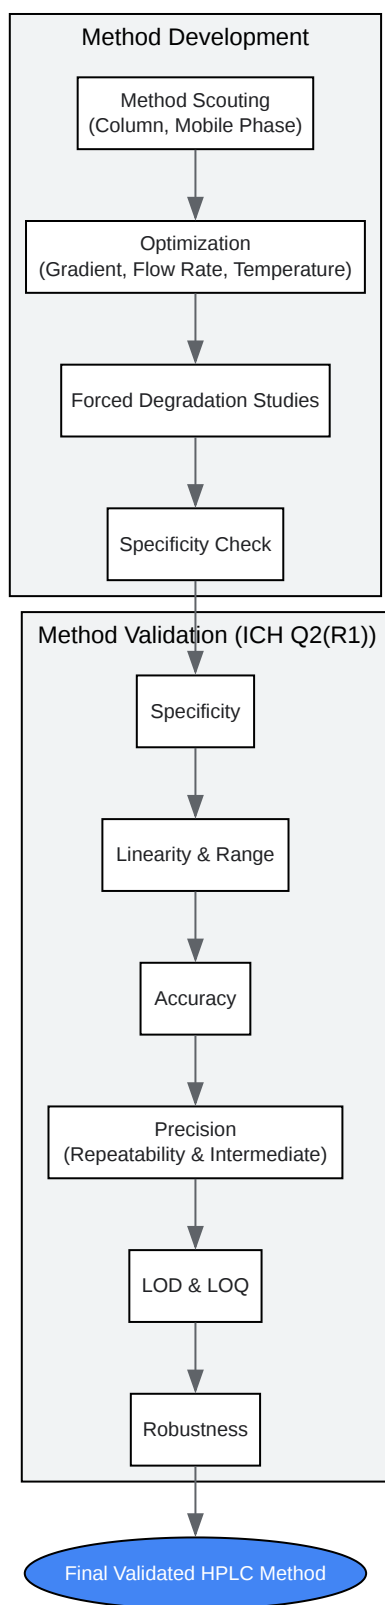 Method Development
Method Scouting
(Column, Mobile Phase)
Optimization
(Gradient, Flow Rate, Temperature)
Forced Degradation Studies
Specificity Check
Method Validation (ICH Q2(R1))
Specificity
Linearity & Range
Accuracy
Precision
(Repeatability & Intermediate)
LOD & LOQ
Robustness
Final Validated HPLC Method